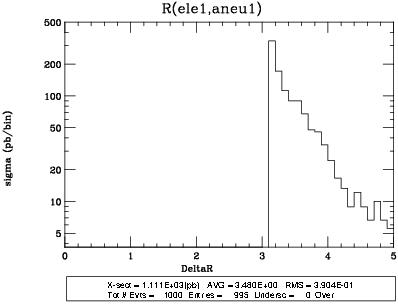 R(ele1,aneu1)
500
200
100
50
20
10
5
sigma (pb/bin)
0 1 2 3 4 5
DeltaR
X-sect = 1.111E+03(pb) AVG = 3.480E+00 RMS = 3.904E-01
Tot # Evts = 1000 Entries = 995 Undersc = 0 Over